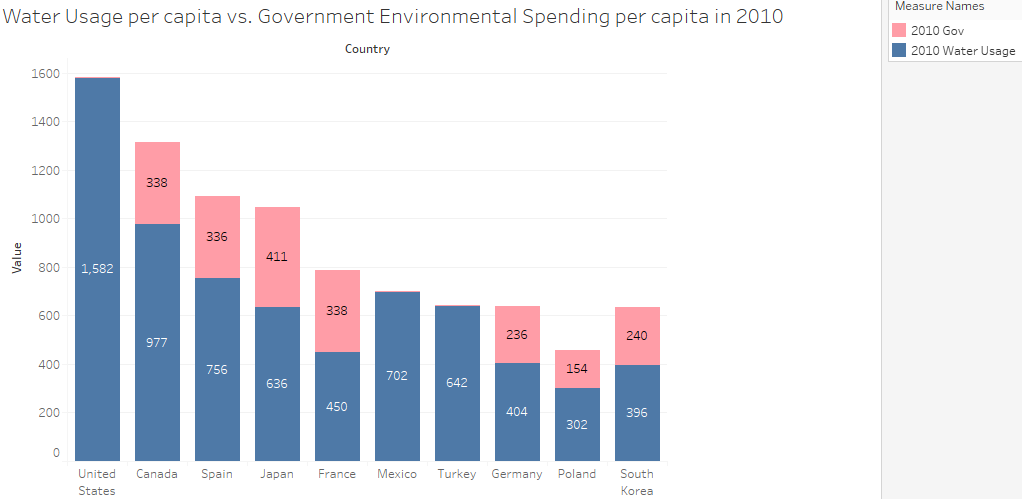 Water Usage per capita vs. Government Environmental Spending per capita in 2010
Measure Names
2010 Gov
2010 Water Usage
Country
Value
1600
1400
1200
1000
800
600
400
200
0
1,582
338
977
336
756
411
636
338
450
702
642
236
404
154
302
240
396
United States
Canada
Spain
Japan
France
Mexico
Turkey
Germany
Poland
South Korea